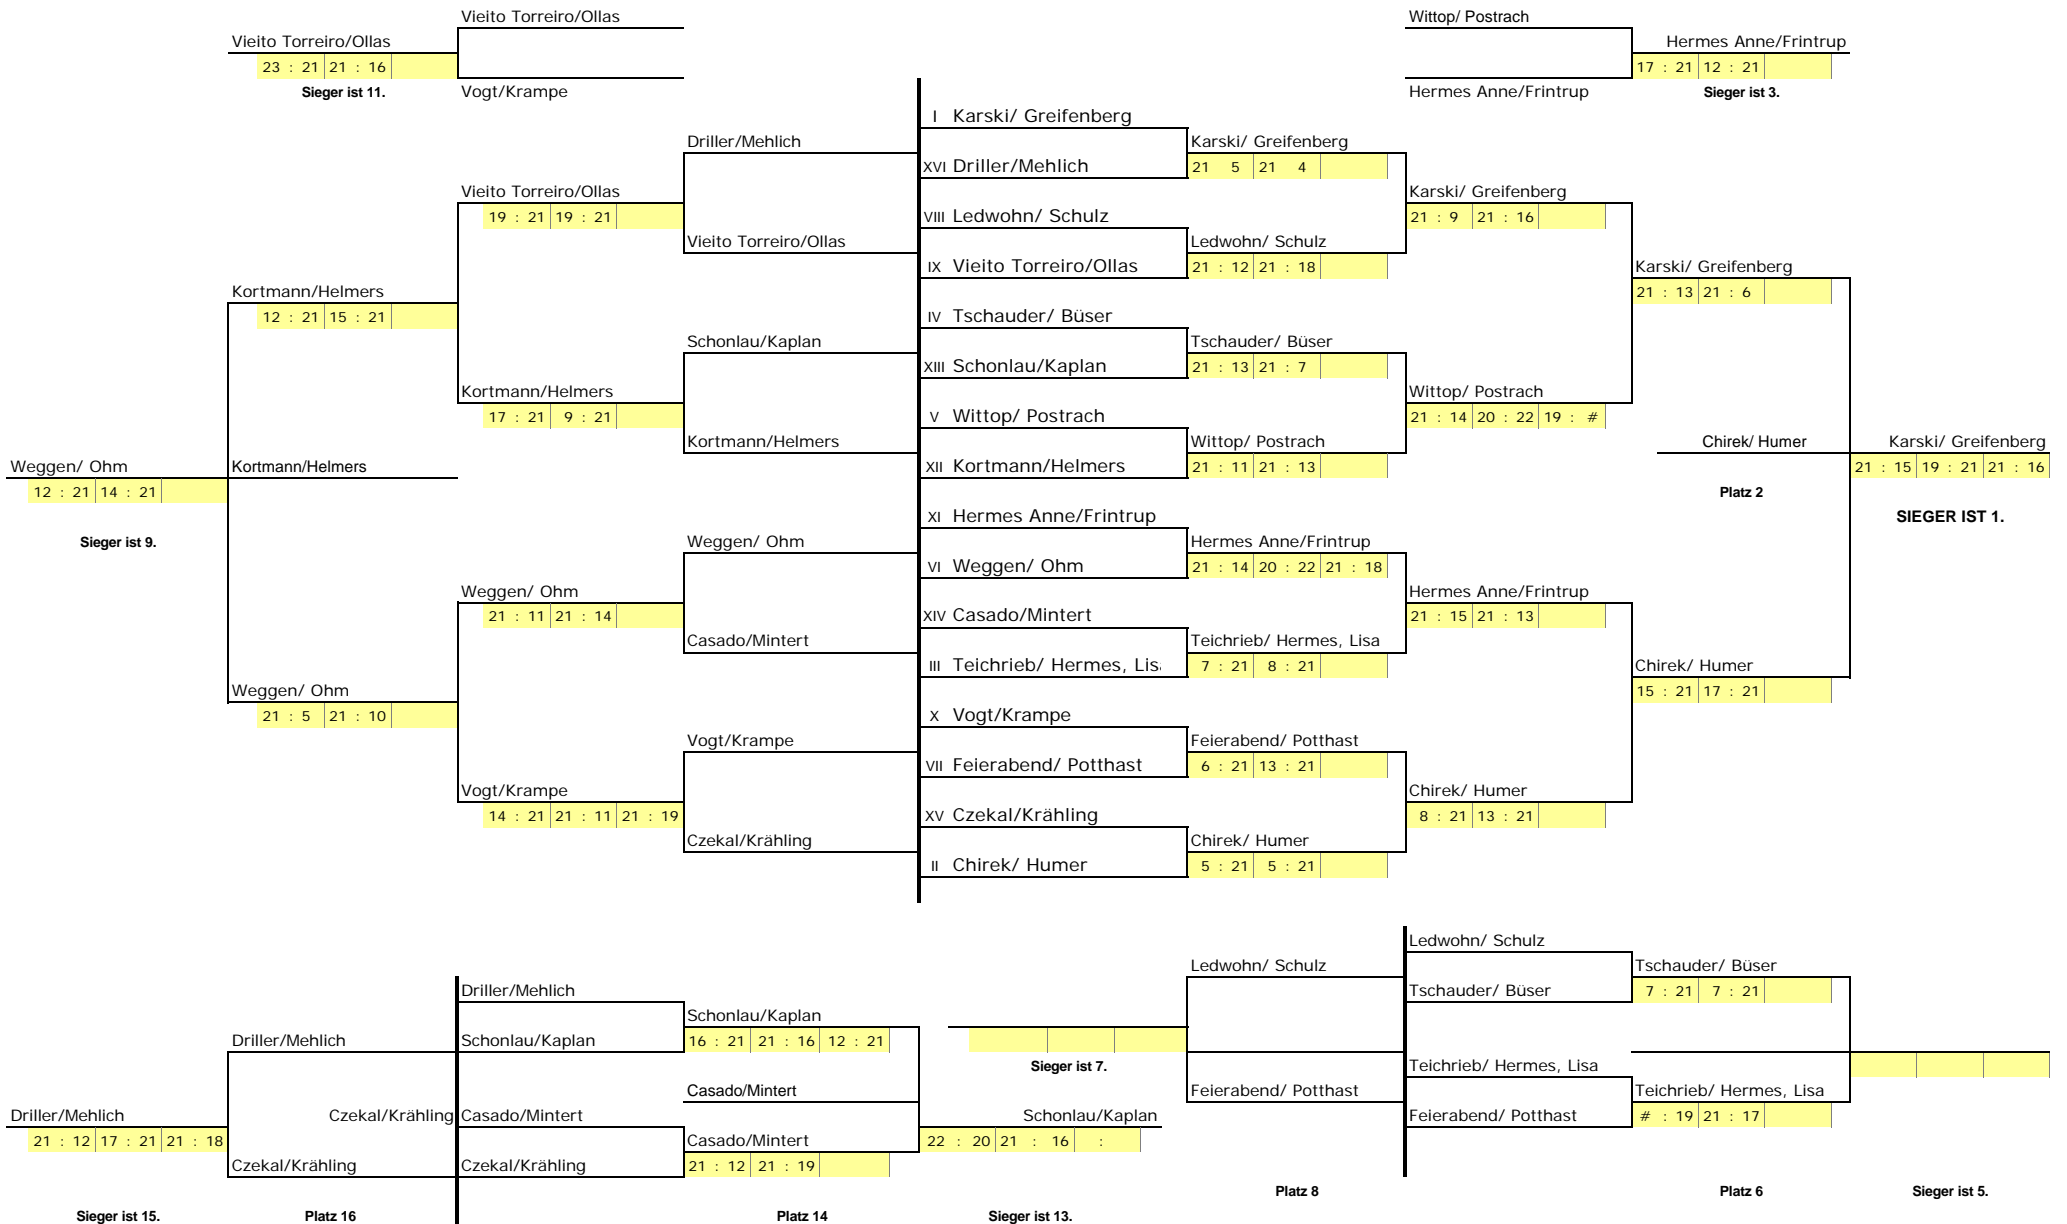 Vieito Torreiro/Ollas
Wittop/ Postrach
Vieito Torreiro/Ollas
Hermes Anne/Frintrup
23 : 21 21 : 16
17 : 21 12 : 21
Sieger ist 11.
Vogt/Krampe
Hermes Anne/Frintrup
Sieger ist 3.
I Karski/ Greifenberg
Driller/Mehlich
Karski/ Greifenberg
XVI Driller/Mehlich
21 5 21 4
Vieito Torreiro/Ollas
Karski/ Greifenberg
19 : 21 19 : 21
VIII Ledwohn/ Schulz
21 : 9 21 : 16
Vieito Torreiro/Ollas
Ledwohn/ Schulz
IX Vieito Torreiro/Ollas
21 : 12 21 : 18
Karski/ Greifenberg
Kortmann/Helmers
21 : 13 21 : 6
12 : 21 15 : 21
IV Tschauder/ Büser
Schonlau/Kaplan
Tschauder/ Büser
XIII Schonlau/Kaplan
21 : 13 21 : 7
Kortmann/Helmers
Wittop/ Postrach
17 : 21 9 : 21
V Wittop/ Postrach
21 : 14 20 : 22 19 : #
Kortmann/Helmers
Wittop/ Postrach
Chirek/ Humer
Karski/ Greifenberg
Weggen/ Ohm
Kortmann/Helmers
XII Kortmann/Helmers
21 : 11 21 : 13
21 : 15 19 : 21 21 : 16
12 : 21 14 : 21
Platz 2
XI Hermes Anne/Frintrup
SIEGER IST 1.
Sieger ist 9.
Weggen/ Ohm
Hermes Anne/Frintrup
VI Weggen/ Ohm
21 : 14 20 : 22 21 : 18
Weggen/ Ohm
Hermes Anne/Frintrup
21 : 11 21 : 14
XIV Casado/Mintert
21 : 15 21 : 13
Casado/Mintert
Teichrieb/ Hermes, Lisa
III Teichrieb/ Hermes, Lis
7 : 21 8 : 21
Chirek/ Humer
Weggen/ Ohm
15 : 21 17 : 21
21 : 5 21 : 10
X Vogt/Krampe
Vogt/Krampe
Feierabend/ Potthast
VII Feierabend/ Potthast
6 : 21 13 : 21
Vogt/Krampe
Chirek/ Humer
14 : 21 21 : 11 21 : 19
XV Czekal/Krähling
8 : 21 13 : 21
Czekal/Krähling
Chirek/ Humer
II Chirek/ Humer
5 : 21 5 : 21
Ledwohn/ Schulz
Ledwohn/ Schulz
Tschauder/ Büser
Driller/Mehlich
Tschauder/ Büser
7 : 21 7 : 21
Schonlau/Kaplan
Driller/Mehlich
Schonlau/Kaplan
16 : 21 21 : 16 12 : 21
Sieger ist 7.
Teichrieb/ Hermes, Lisa
Casado/Mintert
Feierabend/ Potthast
Teichrieb/ Hermes, Lisa
Driller/Mehlich
Czekal/Krähling
Casado/Mintert
Schonlau/Kaplan
Feierabend/ Potthast
# : 19 21 : 17
21 : 12 17 : 21 21 : 18
Casado/Mintert
22 : 20 21 : 16 :
Czekal/Krähling
Czekal/Krähling
21 : 12 21 : 19
Platz 8
Platz 6
Sieger ist 5.
Sieger ist 15.
Platz 16
Platz 14
Sieger ist 13.